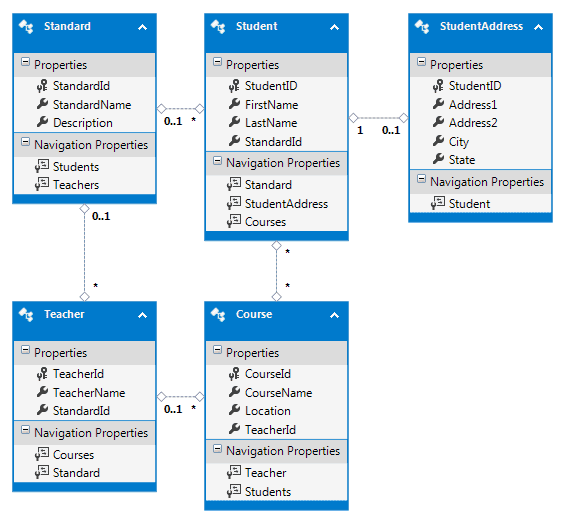 Standard
Properties
StandardId
StandardName
Description
Navigation Properties
Students
Teachers
0..1 *
Student
Properties
StudentID
FirstName
LastName
StandardId
Navigation Properties
Standard
StudentAddress
Courses
1 0..1
StudentAddress
Properties
StudentID
Address1
Address2
City
State
Navigation Properties
Student
0..1
*
*
*
Teacher
Properties
TeacherId
TeacherName
StandardId
Navigation Properties
Courses
Standard
0..1 *
Course
Properties
CourseId
CourseName
Location
TeacherId
Navigation Properties
Teacher
Students